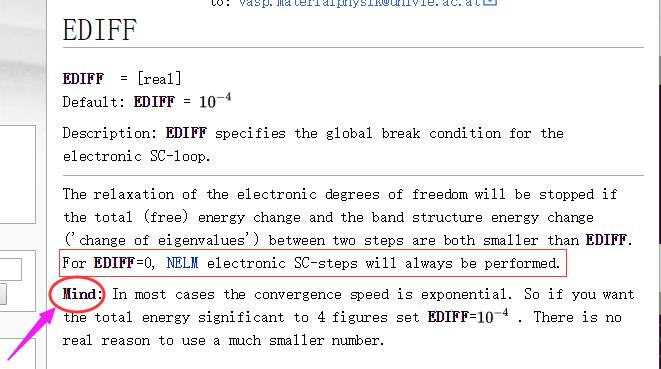 to: vasp.materialphysik@univie.ac.at
EDIFF
EDIFF = [real]
Default: EDIFF = 10⁻⁴
Description: EDIFF specifies the global break condition for the
electronic SC-loop.
The relaxation of the electronic degrees of freedom will be stopped if
the total (free) energy change and the band structure energy change
('change of eigenvalues') between two steps are both smaller than EDIFF.
For EDIFF=0, NELM electronic SC-steps will always be performed.
Mind: In most cases the convergence speed is exponential. So if you want
the total energy significant to 4 figures set EDIFF=10⁻⁴ . There is no
real reason to use a much smaller number.